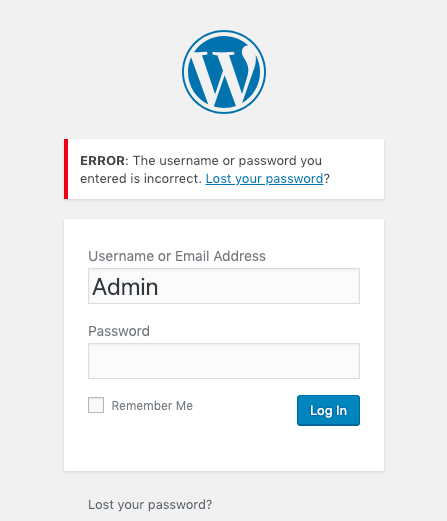 ERROR: The username or password you
entered is incorrect. Lost your password?
Username or Email Address
Admin
Password
Remember Me
Log In
Lost your password?